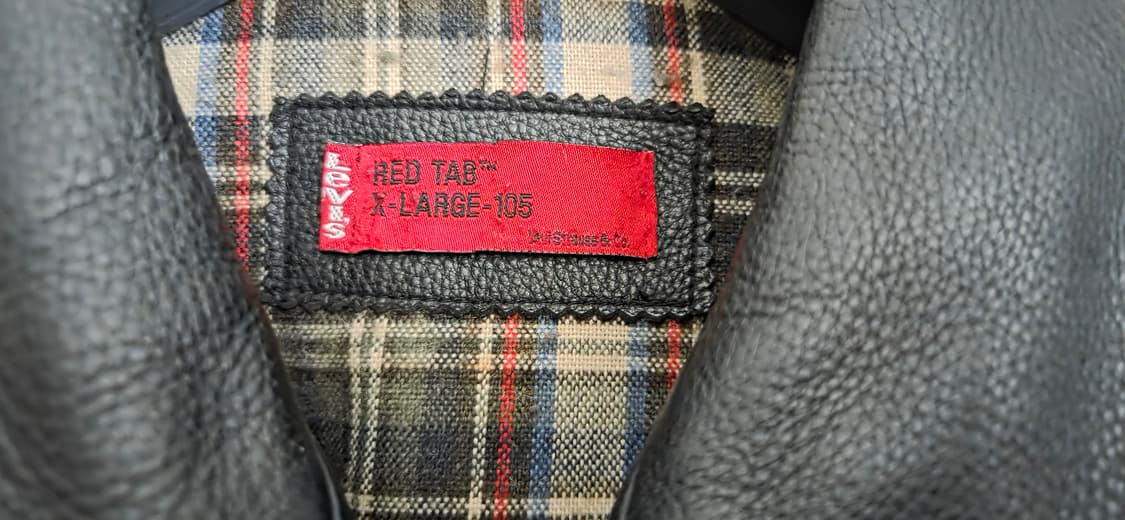 LEVI'S
RED TAB™
X-LARGE-105
Levi Strauss & Co.